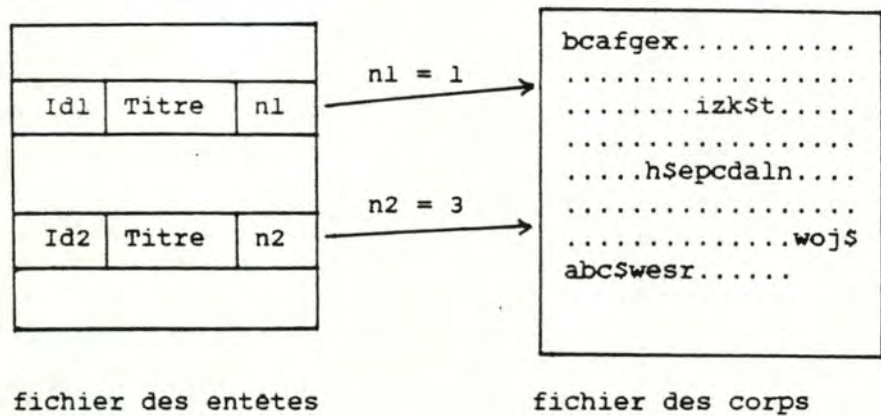 Id1 Titre n1
Id2 Titre n2
n1 = 1
n2 = 3
bcafgex...........
..................
........izk$t.....
..................
.....h$epcdaln....
..................
..............woj$
abc$wesr......
fichier des entêtes
fichier des corps